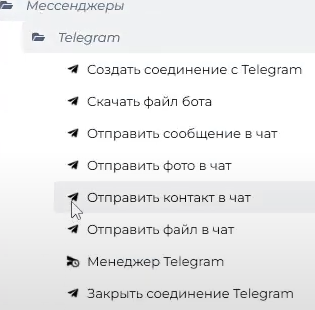 Мессенджеры
Telegram
Создать соединение с Telegram
Скачать файл бота
Отправить сообщение в чат
Отправить фото в чат
Отправить контакт в чат
Отправить файл в чат
Менеджер Telegram
Закрыть соединение Telegram